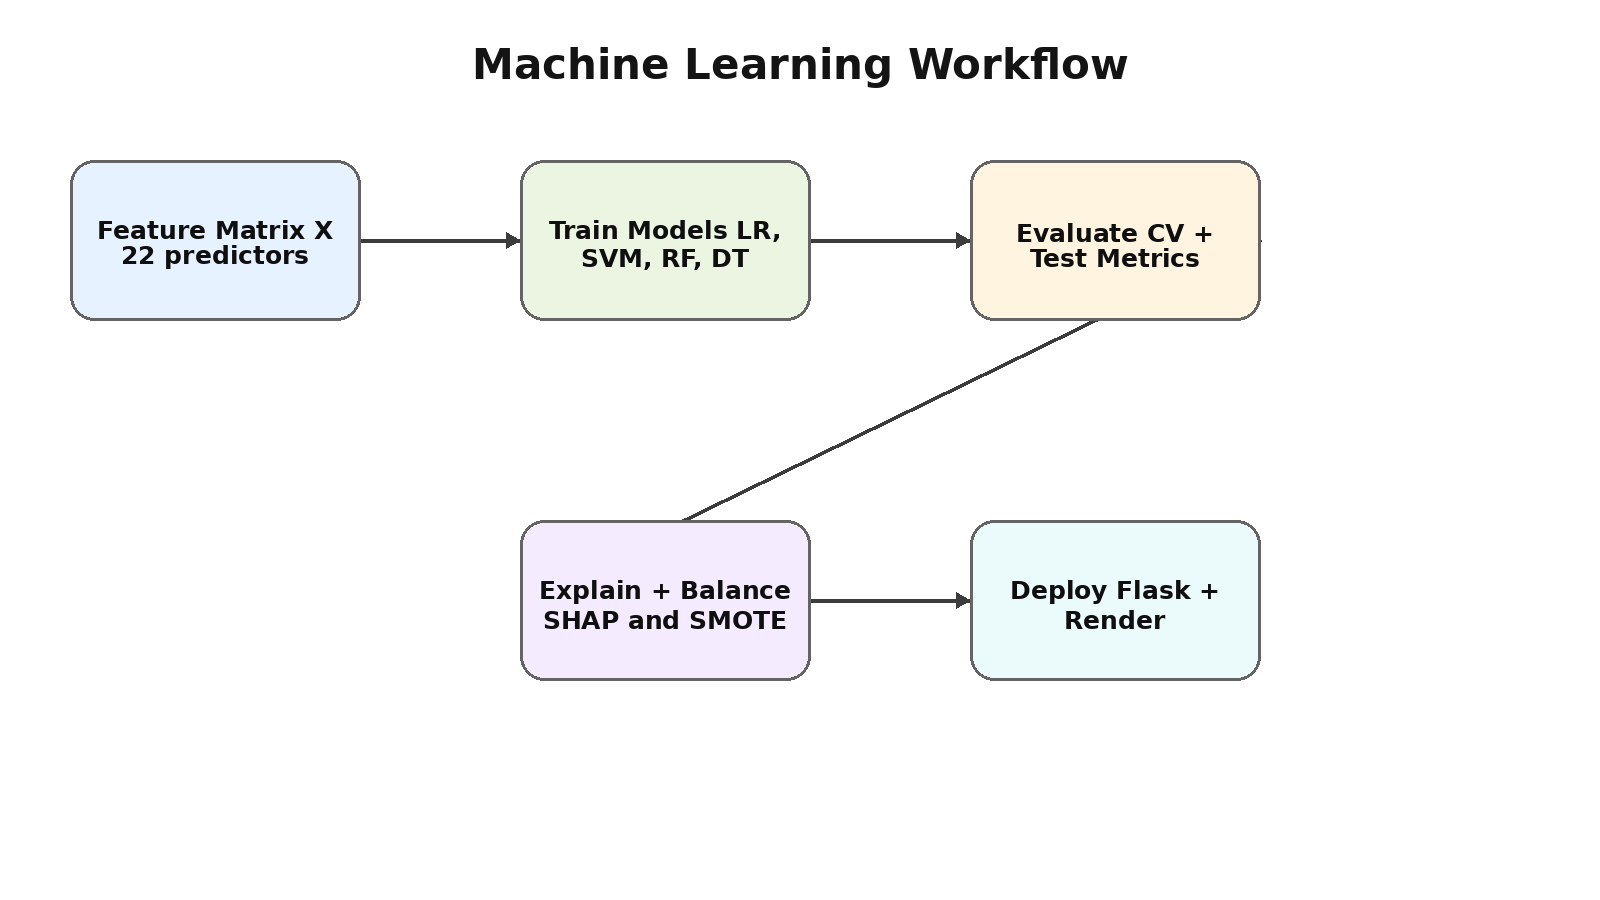 Machine Learning Workflow
Feature Matrix X
22 predictors
Train Models LR,
SVM, RF, DT
Evaluate CV +
Test Metrics
Explain + Balance
SHAP and SMOTE
Deploy Flask +
Render